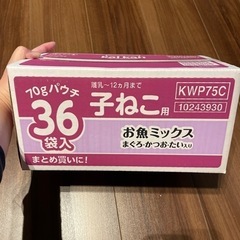 KWP75C
10243930
70gパウチ
36
袋入
まとめ買いに!
離乳~12ヵ月まで
子ねこ用
お魚ミックス
まぐろ・かつお・たい入り